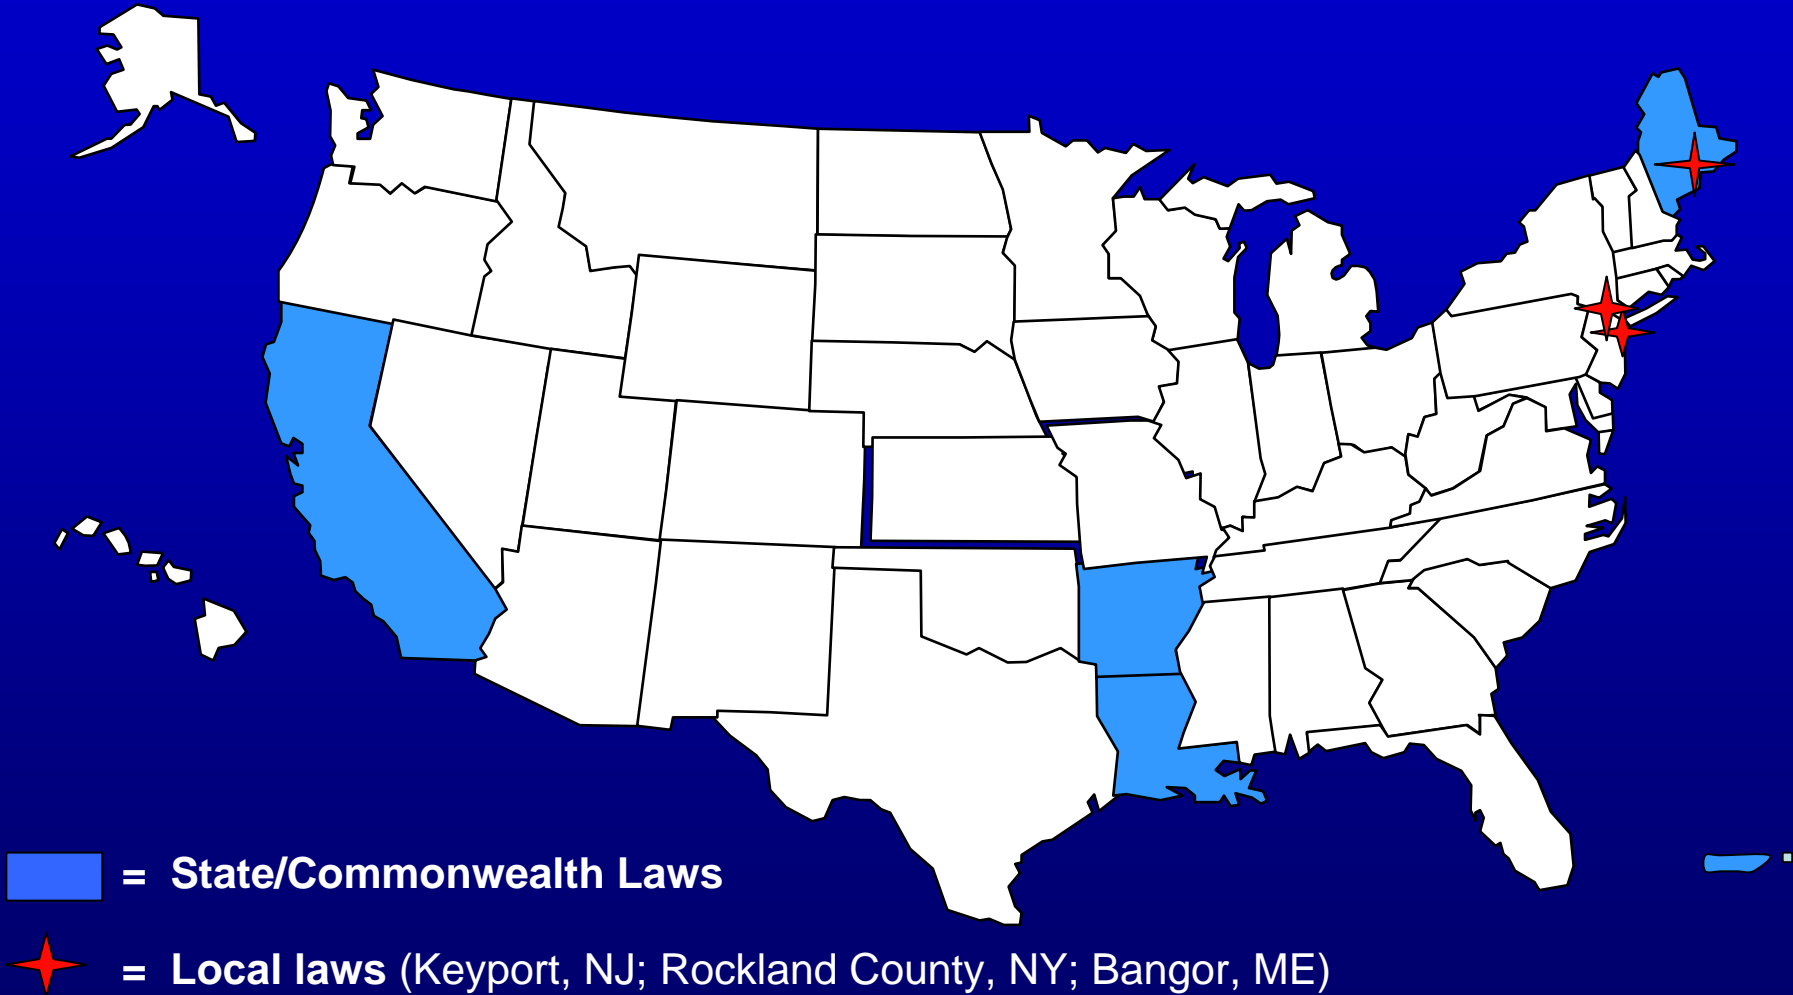 = State/Commonwealth Laws
= Local laws (Keyport, NJ; Rockland County, NY; Bangor, ME)